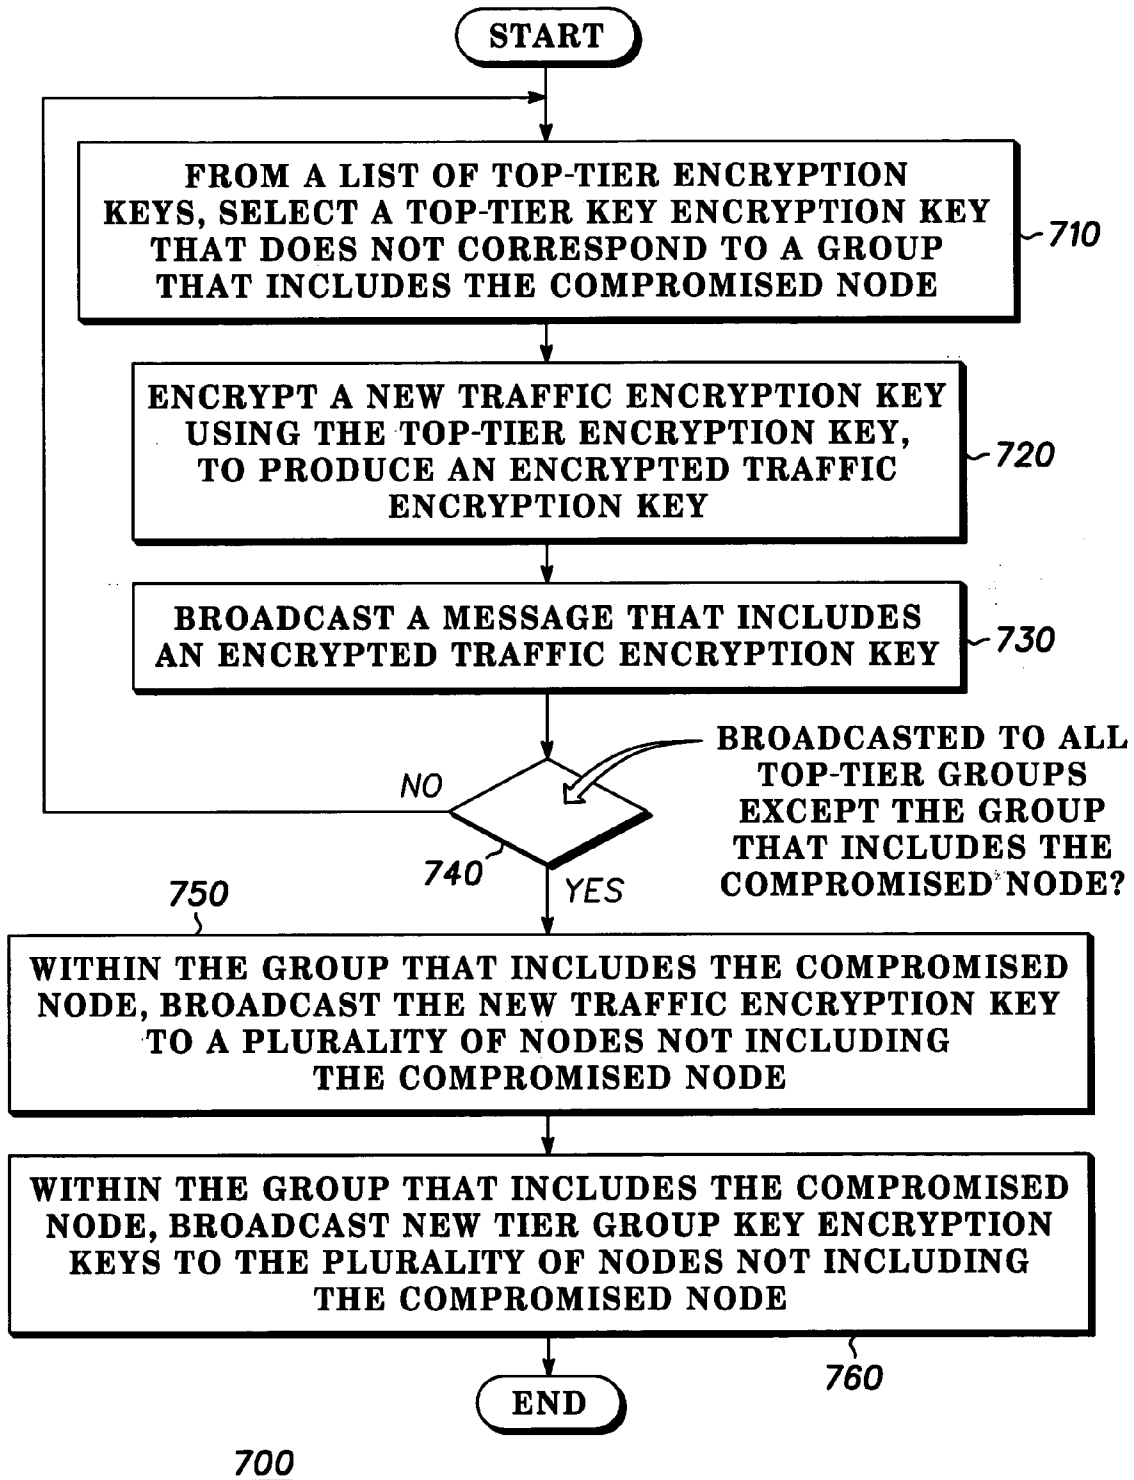 START
FROM A LIST OF TOP-TIER ENCRYPTION
KEYS, SELECT A TOP-TIER KEY ENCRYPTION KEY
THAT DOES NOT CORRESPOND TO A GROUP
THAT INCLUDES THE COMPROMISED NODE
710
ENCRYPT A NEW TRAFFIC ENCRYPTION KEY
USING THE TOP-TIER ENCRYPTION KEY,
TO PRODUCE AN ENCRYPTED TRAFFIC
ENCRYPTION KEY
720
BROADCAST A MESSAGE THAT INCLUDES
AN ENCRYPTED TRAFFIC ENCRYPTION KEY
730
BROADCASTED TO ALL
TOP-TIER GROUPS
EXCEPT THE GROUP
THAT INCLUDES THE
COMPROMISED NODE?
NO
740
YES
750
WITHIN THE GROUP THAT INCLUDES THE COMPROMISED
NODE, BROADCAST THE NEW TRAFFIC ENCRYPTION KEY
TO A PLURALITY OF NODES NOT INCLUDING
THE COMPROMISED NODE
WITHIN THE GROUP THAT INCLUDES THE COMPROMISED
NODE, BROADCAST NEW TIER GROUP KEY ENCRYPTION
KEYS TO THE PLURALITY OF NODES NOT INCLUDING
THE COMPROMISED NODE
760
END
700